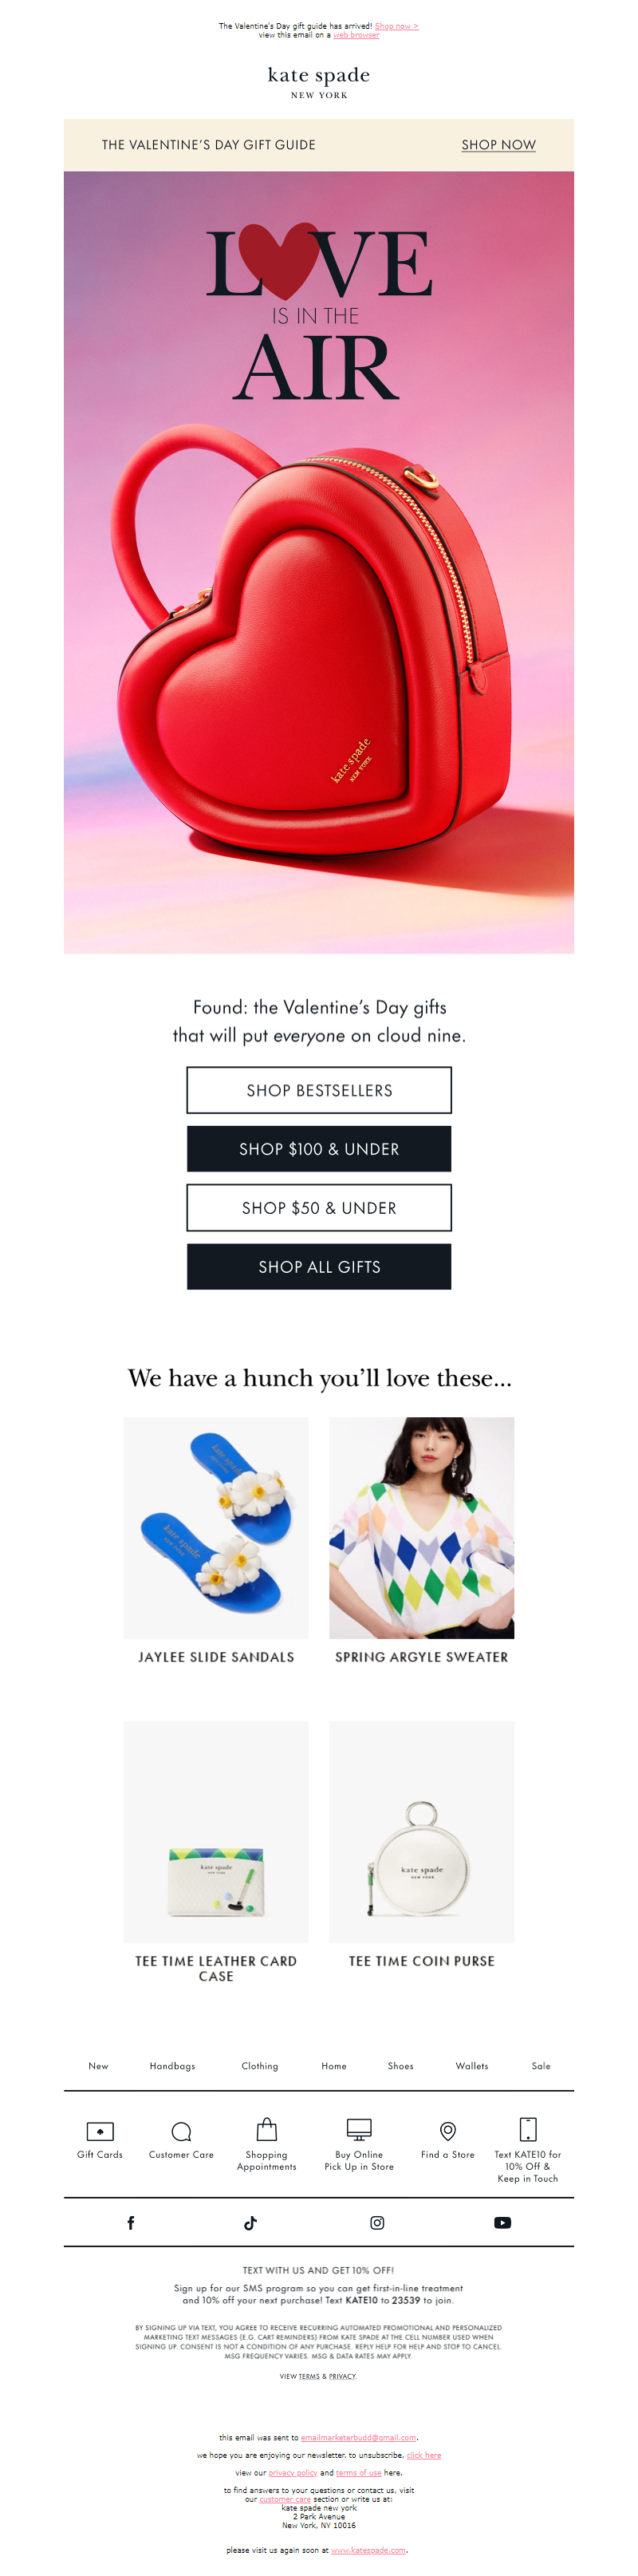 The Valentine's Day gift guide has arrived! Shop now >
view this email on a web browser
kate spade
NEW YORK
THE VALENTINE'S DAY GIFT GUIDE
SHOP NOW
LOVE
IS IN THE
AIR
kate spade
NEW YORK
Found: the Valentine's Day gifts
that will put everyone on cloud nine.
SHOP BESTSELLERS
SHOP $100 & UNDER
SHOP $50 & UNDER
SHOP ALL GIFTS
We have a hunch you'll love these...
kate spade
kate spade
JAYLEE SLIDE SANDALS
SPRING ARGYLE SWEATER
kate spade
NEW YORK
kate spade
NEW YORK
TEE TIME LEATHER CARD
CASE
TEE TIME COIN PURSE
New
Handbags
Clothing
Home
Shoes
Wallets
Sale
Gift Cards
Customer Care
Shopping
Appointments
Buy Online
Pick Up in Store
Find a Store
Text KATE10 for
10% Off &
Keep in Touch
TEXT WITH US AND GET 10% OFF!
Sign up for our SMS program so you can get first-in-line treatment
and 10% off your next purchase! Text KATE10 to 23539 to join.
BY SIGNING UP VIA TEXT, YOU AGREE TO RECEIVE RECURRING AUTOMATED PROMOTIONAL AND PERSONALIZED
MARKETING TEXT MESSAGES (E.G. CART REMINDERS) FROM KATE SPADE AT THE CELL NUMBER USED WHEN
SIGNING UP. CONSENT IS NOT A CONDITION OF ANY PURCHASE. REPLY HELP FOR HELP AND STOP TO CANCEL.
MSG FREQUENCY VARIES. MSG & DATA RATES MAY APPLY.
VIEW TERMS & PRIVACY.
this email was sent to emailmarketerbudd@gmail.com.
we hope you are enjoying our newsletter. to unsubscribe, click here
view our privacy policy and terms of use here.
to find answers to your questions or contact us, visit
our customer care section or write us at:
kate spade new york
2 Park Avenue
New York, NY 10016
please visit us again soon at www.katespade.com.